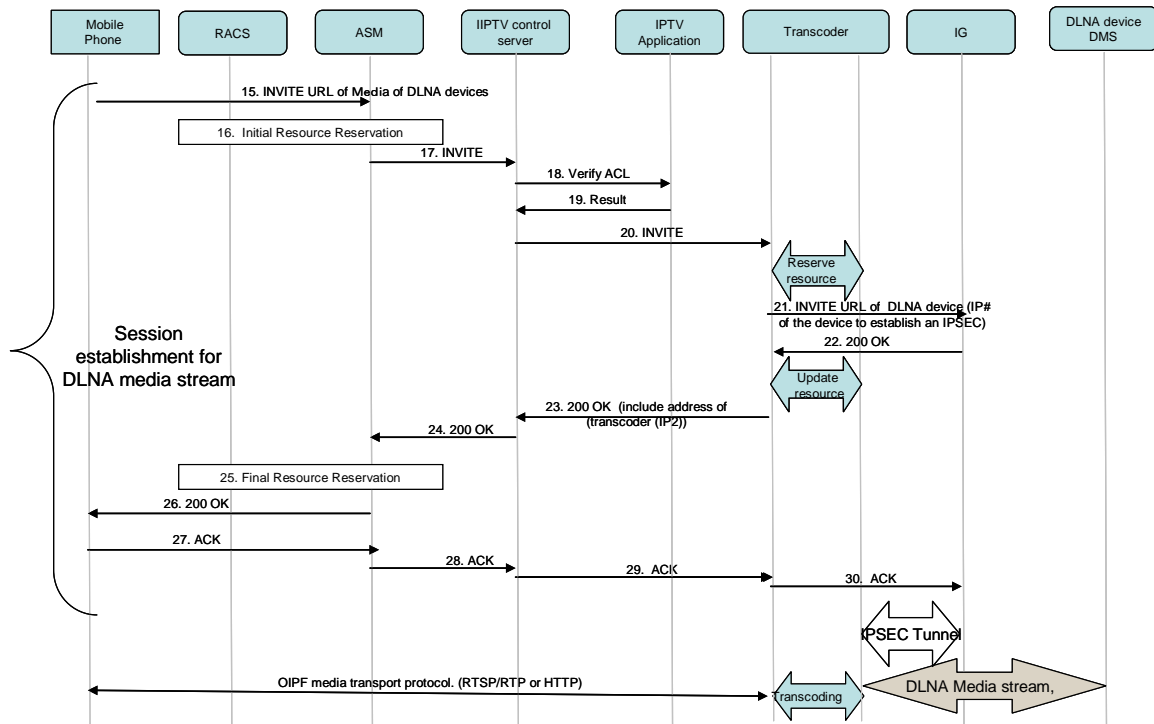 Mobile
Phone
RACS
ASM
IIPTV control
server
IPTV
Application
Transcoder
IG
DLNA device
DMS
15. INVITE URL of Media of DLNA devices
16.  Initial Resource Reservation
17. INVITE
18. Verify ACL
19. Result
20. INVITE
Reserve
resource
21. INVITE URL of  DLNA device (IP#
of the device to establish an IPSEC)
Session
establishment for
DLNA media stream
22. 200 OK
Update
resource
23. 200 OK  (include address of
(transcoder (IP2))
24. 200 OK
25. Final Resource Reservation
26. 200 OK
27. ACK
28. ACK
29.  ACK
30. ACK
IPSEC Tunnel
OIPF media transport protocol. (RTSP/RTP or HTTP)
Transcoding
DLNA Media stream,